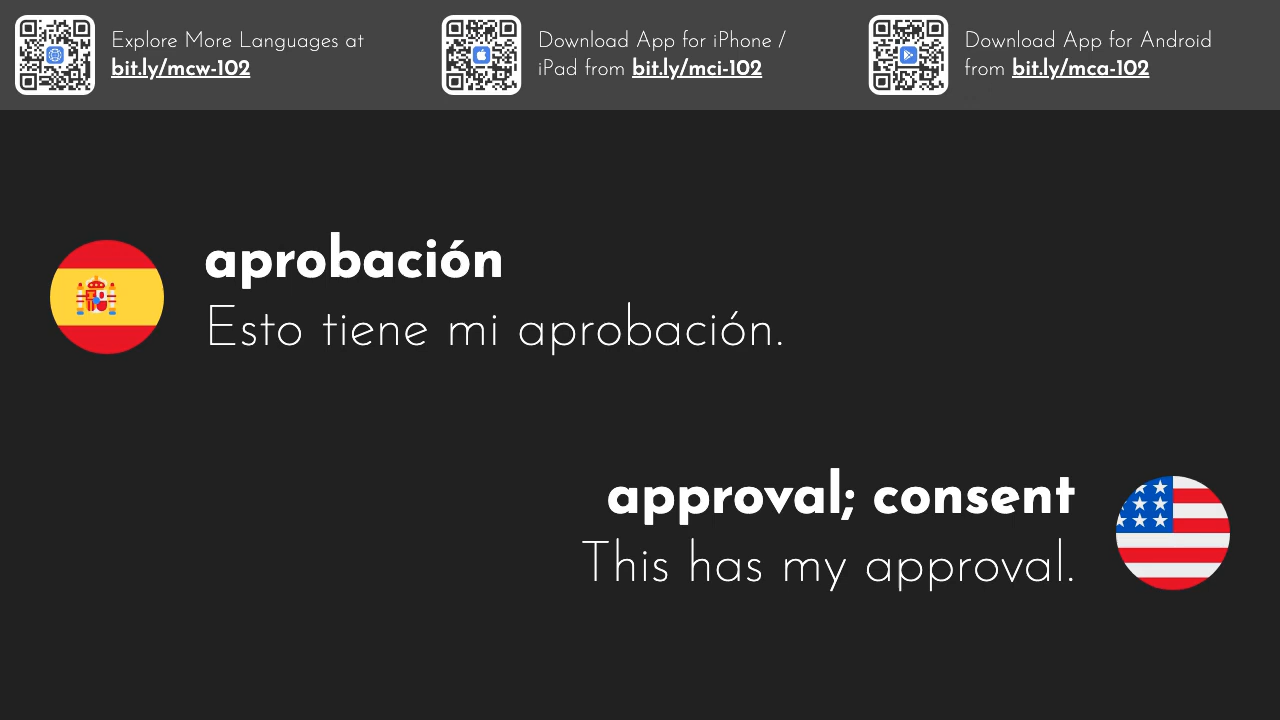 Explore More Languages at
bit.ly/mcw-102
Download App for iPhone /
iPad from bit.ly/mci-102
Download App for Android
from bit.ly/mca-102
aprobación
Esto tiene mi aprobación.
approval; consent
This has my approval.